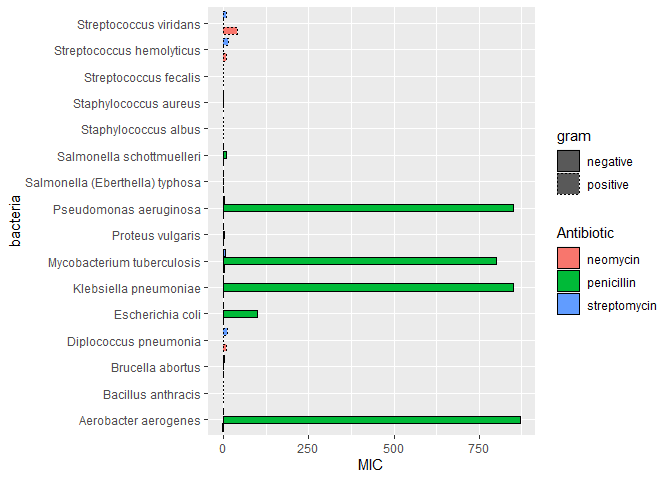 Streptococcus viridans
Streptococcus hemolyticus
Streptococcus fecalis
Staphylococcus aureus
Staphylococcus albus
Salmonella schottmuelleri
Salmonella (Eberthella) typhosa
Pseudomonas aeruginosa
Proteus vulgaris
Mycobacterium tuberculosis
Klebsiella pneumoniae
Escherichia coli
Diplococcus pneumonia
Brucella abortus
Bacillus anthracis
Aerobacter aerogenes
bacteria
0 250 500 750
MIC
gram
negative
positive
Antibiotic
neomycin
penicillin
streptomycin